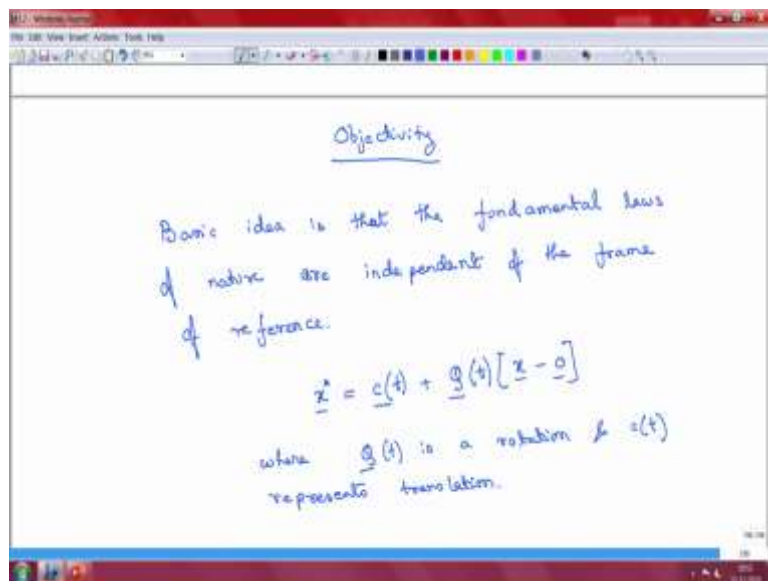 Objectivity
Basic idea is that the fundamental laws
of nature are independent of the frame
of reference.
x* = c(t) + Q(t)[x - o]
where Q(t) is a rotation & c(t)
represents translation.